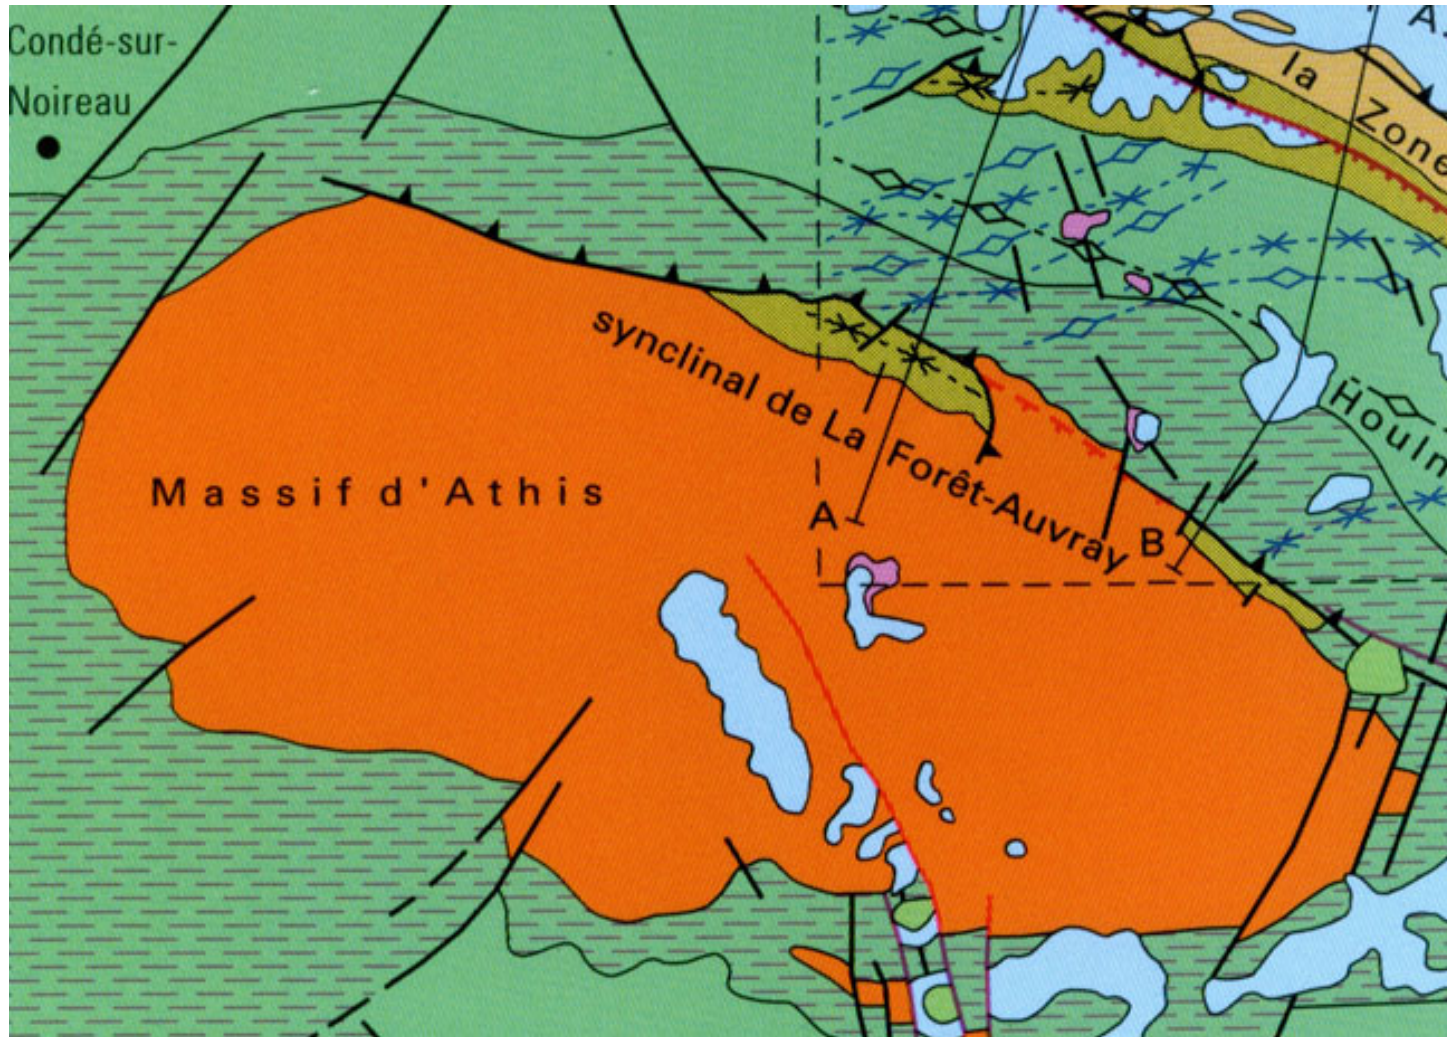 Condé-sur-
Noireau
A.
la Zone
synclinal de La Forêt-Auvray
Houlm
Massif d'Athis
A
B